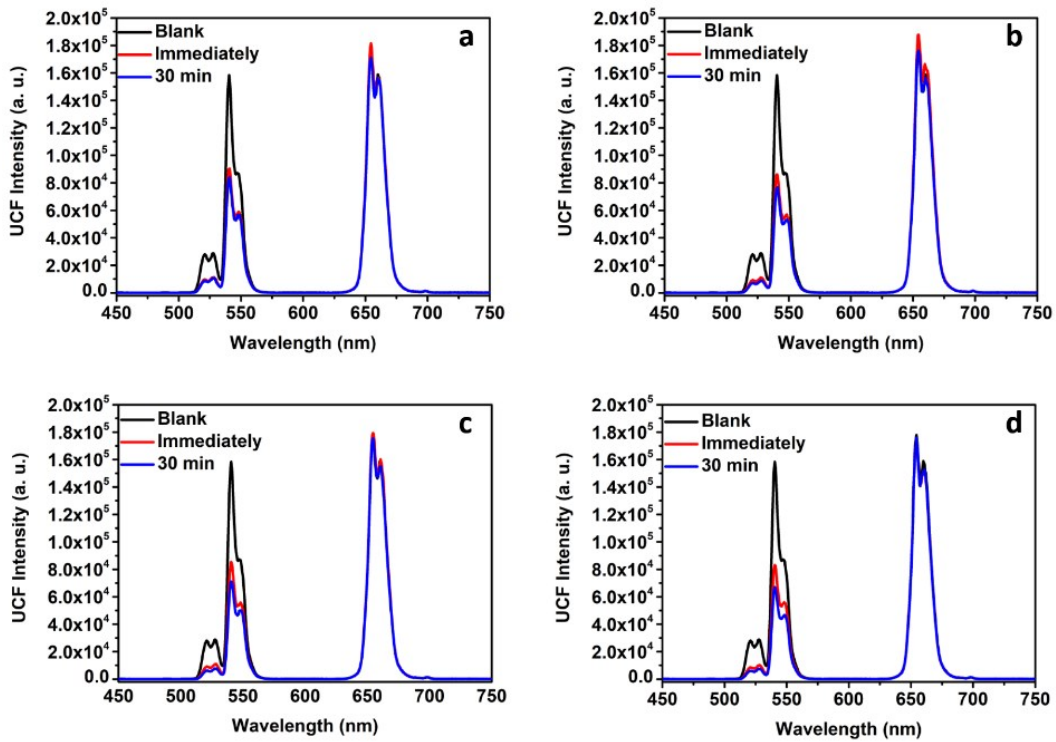 a
Blank
Immediately
30 min
2.0x10⁵
1.8x10⁵
1.6x10⁵
1.4x10⁵
1.2x10⁵
1.0x10⁵
8.0x10⁴
6.0x10⁴
4.0x10⁴
2.0x10⁴
0.0
UCF Intensity (a. u.)
450 500 550 600 650 700 750
Wavelength (nm)
b
Blank
Immediately
30 min
2.0x10⁵
1.8x10⁵
1.6x10⁵
1.4x10⁵
1.2x10⁵
1.0x10⁵
8.0x10⁴
6.0x10⁴
4.0x10⁴
2.0x10⁴
0.0
UCF Intensity (a. u.)
450 500 550 600 650 700 750
Wavelength (nm)
c
Blank
Immediately
30 min
2.0x10⁵
1.8x10⁵
1.6x10⁵
1.4x10⁵
1.2x10⁵
1.0x10⁵
8.0x10⁴
6.0x10⁴
4.0x10⁴
2.0x10⁴
0.0
UCF Intensity (a. u.)
450 500 550 600 650 700 750
Wavelength (nm)
d
Blank
Immediately
30 min
2.0x10⁵
1.8x10⁵
1.6x10⁵
1.4x10⁵
1.2x10⁵
1.0x10⁵
8.0x10⁴
6.0x10⁴
4.0x10⁴
2.0x10⁴
0.0
UCF Intensity (a. u.)
450 500 550 600 650 700 750
Wavelength (nm)